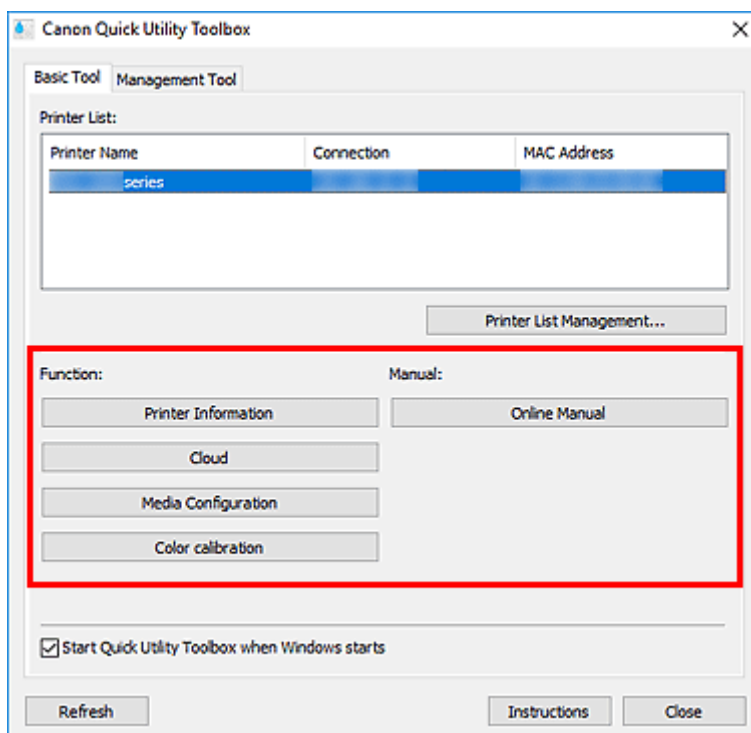 Canon Quick Utility Toolbox
Basic Tool Management Tool
Printer List:
Printer Name Connection MAC Address
series
Printer List Management...
Function: Manual:
Printer Information Online Manual
Cloud
Media Configuration
Color calibration
Start Quick Utility Toolbox when Windows starts
Refresh Instructions Close